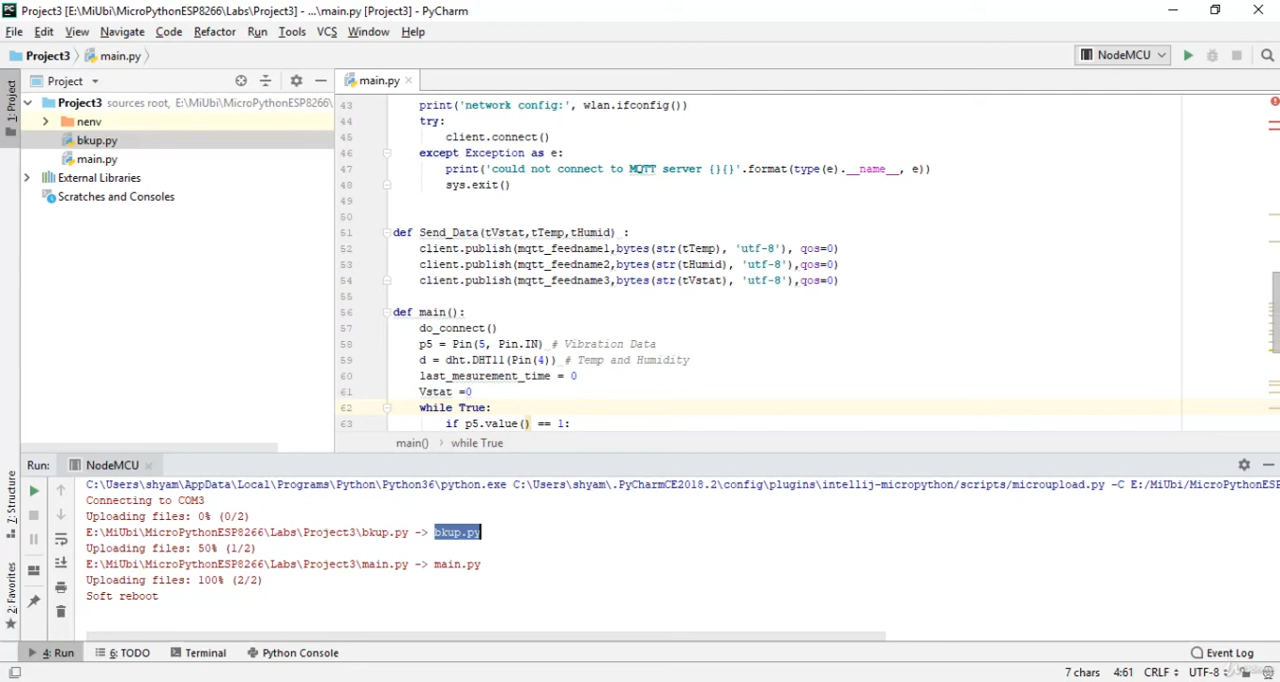 Project3 [E:\MiUbi\MicroPythonESP8266\Labs\Project3] - ...\main.py [Project3] - PyCharm
File Edit View Navigate Code Refactor Run Tools VCS Window Help
Project3 main.py NodeMCU
1: Project
Project
Project3 sources root, E:\MiUbi\MicroPythonESP8266\
nenv
bkup.py
main.py
External Libraries
Scratches and Consoles
main.py
43 print('network config:', wlan.ifconfig())
44 try:
45 client.connect()
46 except Exception as e:
47 print('could not connect to MQTT server {}{}'.format(type(e).__name__, e))
48 sys.exit()
49
50
51 def Send_Data(tVstat,tTemp,tHumid) :
52 client.publish(mqtt_feedname1,bytes(str(tTemp), 'utf-8'), qos=0)
53 client.publish(mqtt_feedname2,bytes(str(tHumid), 'utf-8'),qos=0)
54 client.publish(mqtt_feedname3,bytes(str(tVstat), 'utf-8'),qos=0)
55
56 def main():
57 do_connect()
58 p5 = Pin(5, Pin.IN) # Vibration Data
59 d = dht.DHT11(Pin(4)) # Temp and Humidity
60 last_mesurement_time = 0
61 Vstat =0
62 while True:
63 if p5.value() == 1:
main() › while True
Run: NodeMCU
C:\Users\shyam\AppData\Local\Programs\Python\Python36\python.exe C:\Users\shyam\.PyCharmCE2018.2\config\plugins\intellij-micropython/scripts/microupload.py -C E:/MiUbi/MicroPythonESP
Connecting to COM3
Uploading files: 0% (0/2)
E:\MiUbi\MicroPythonESP8266\Labs\Project3\bkup.py -> bkup.py
Uploading files: 50% (1/2)
E:\MiUbi\MicroPythonESP8266\Labs\Project3\main.py -> main.py
Uploading files: 100% (2/2)
Soft reboot
Z: Structure
2: Favorites
4: Run 6: TODO Terminal Python Console Event Log
7 chars 4:61 CRLF UTF-8